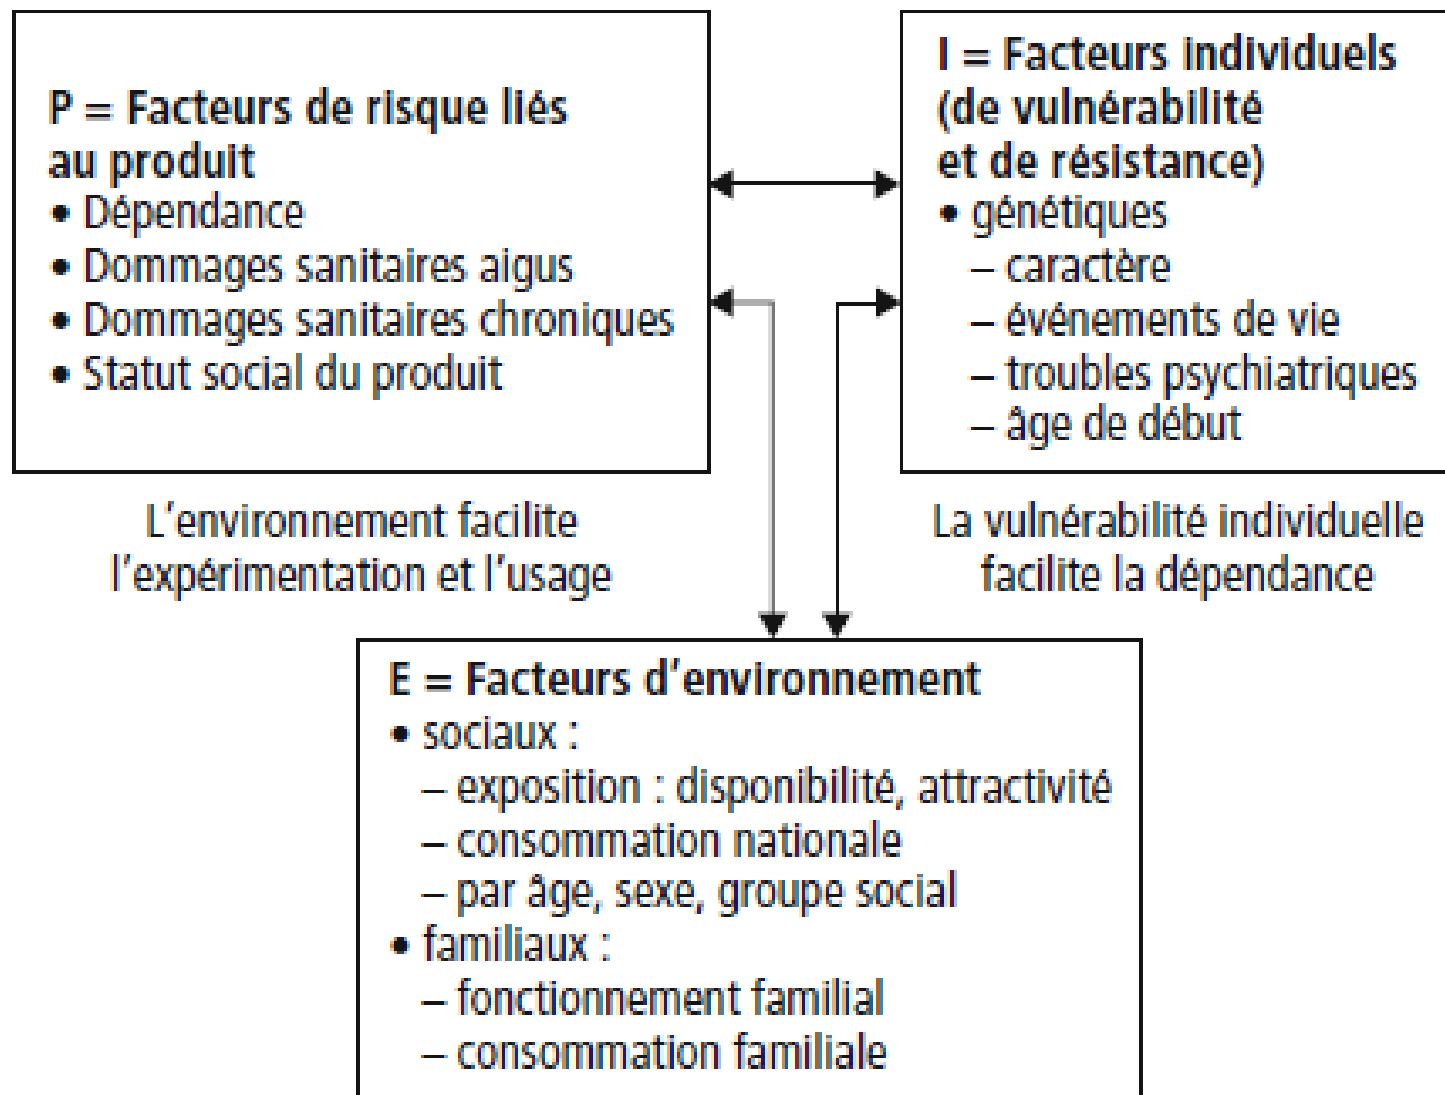 P = Facteurs de risque liés
au produit
• Dépendance
• Dommages sanitaires aigus
• Dommages sanitaires chroniques
• Statut social du produit
I = Facteurs individuels
(de vulnérabilité
et de résistance)
• génétiques
– caractère
– événements de vie
– troubles psychiatriques
– âge de début
L'environnement facilite
l'expérimentation et l'usage
La vulnérabilité individuelle
facilite la dépendance
E = Facteurs d'environnement
• sociaux :
– exposition : disponibilité, attractivité
– consommation nationale
– par âge, sexe, groupe social
• familiaux :
– fonctionnement familial
– consommation familiale